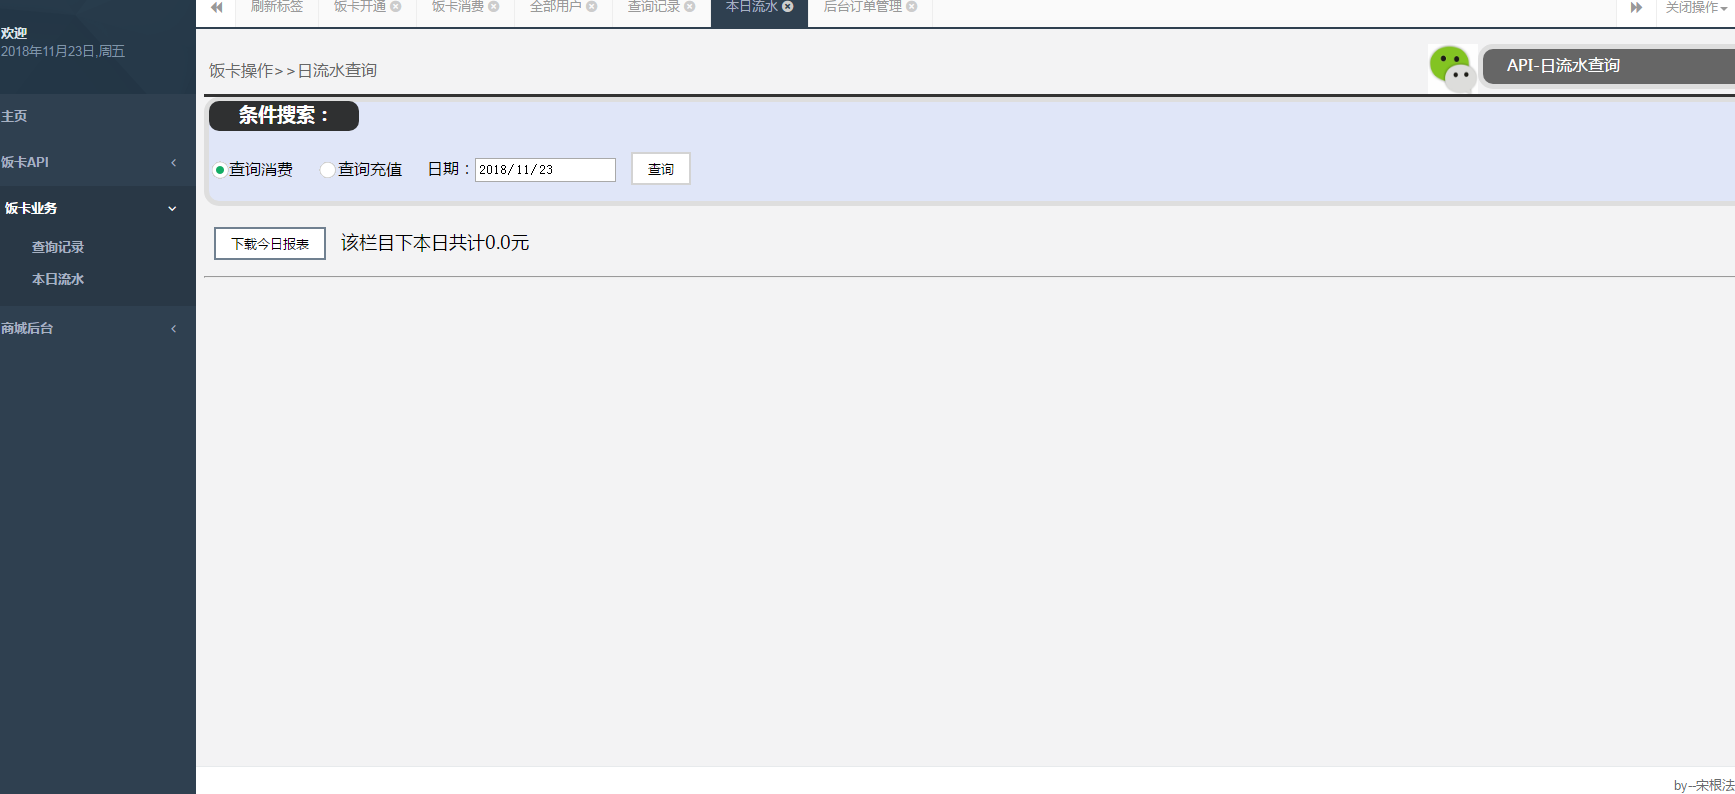 欢迎
2018年11月23日,周五
主页
饭卡API
饭卡业务
查询记录
本日流水
商城后台
刷新标签 饭卡开通 饭卡消费 全部用户 查询记录 本日流水 后台订单管理 关闭操作
饭卡操作>>日流水查询
API-日流水查询
条件搜索：
查询消费 查询充值 日期：2018/11/23 查询
下载今日报表 该栏目下本日共计0.0元
by--宋根法